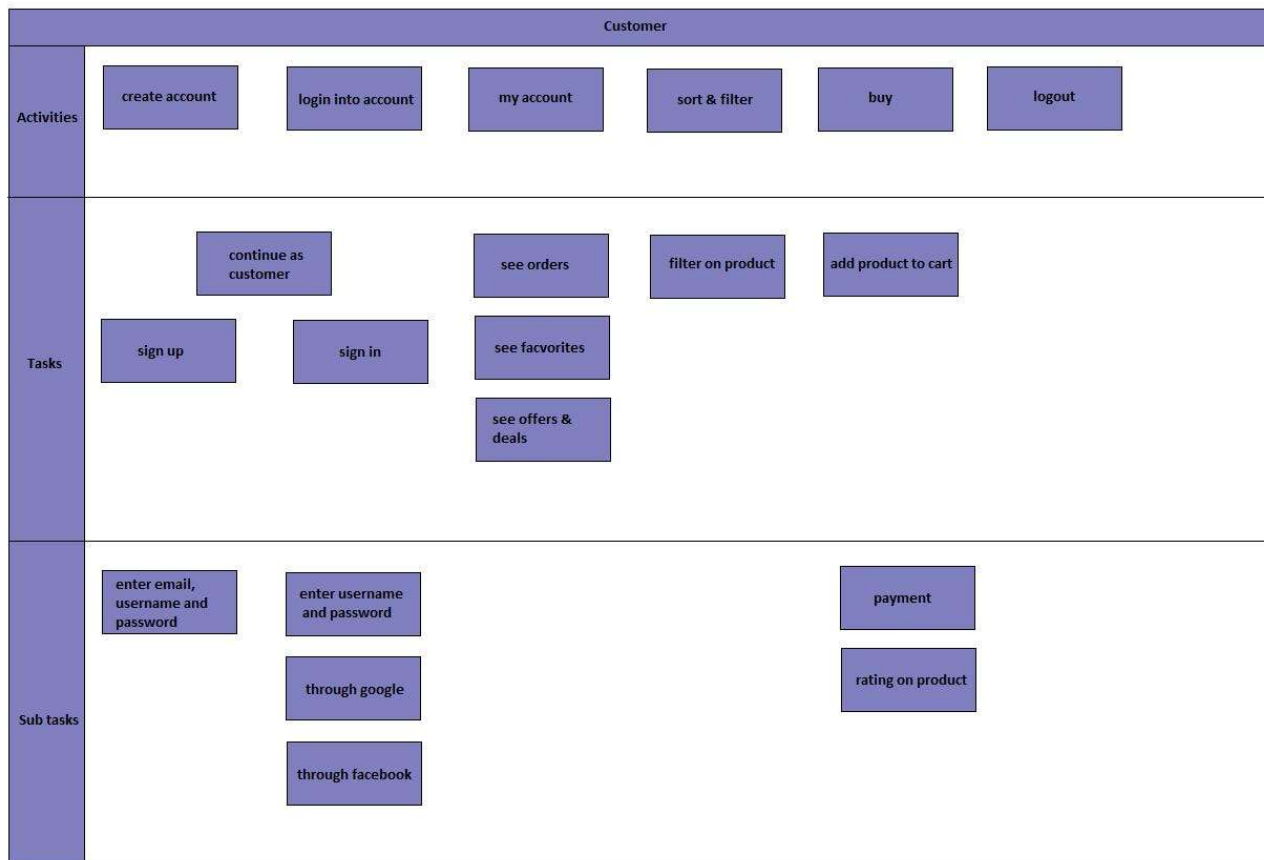 Customer
Activities
create account
login into account
my account
sort & filter
buy
logout
Tasks
continue as
customer
see orders
filter on product
add product to cart
sign up
sign in
see facvorites
see offers &
deals
Sub tasks
enter email,
username and
password
enter username
and password
payment
through google
rating on product
through facebook